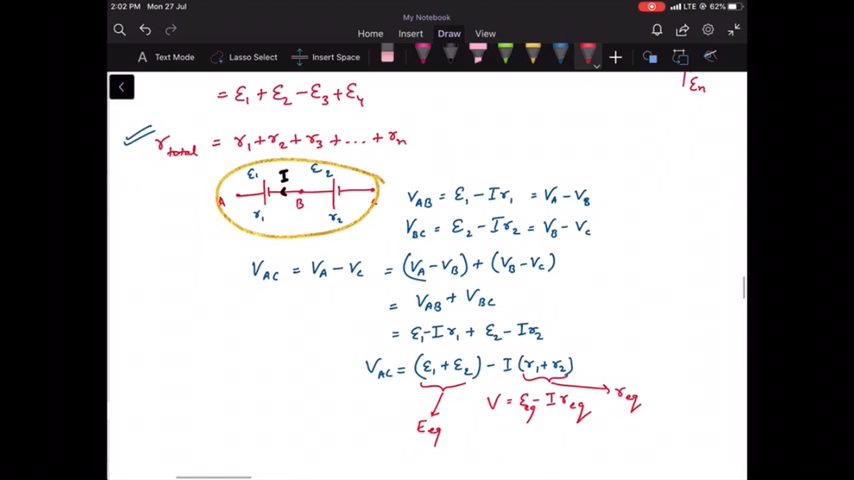 2:02 PM Mon 27 Jul
LTE 62%
My Notebook
Home Insert Draw View
Text Mode Lasso Select Insert Space
= ε₁ + ε₂ − ε₃ + ε₄
εₙ
r_total = r₁ + r₂ + r₃ + ... + rₙ
ε₁ I ε₂
A B C
r₁ r₂
V_AB = ε₁ − Ir₁ = V_A − V_B
V_BC = ε₂ − Ir₂ = V_B − V_C
V_AC = V_A − V_C = (V_A − V_B) + (V_B − V_C)
= V_AB + V_BC
= ε₁ − Ir₁ + ε₂ − Ir₂
V_AC = (ε₁ + ε₂) − I(r₁ + r₂)
V = ε_eq − I r_eq r_eq
E_eq